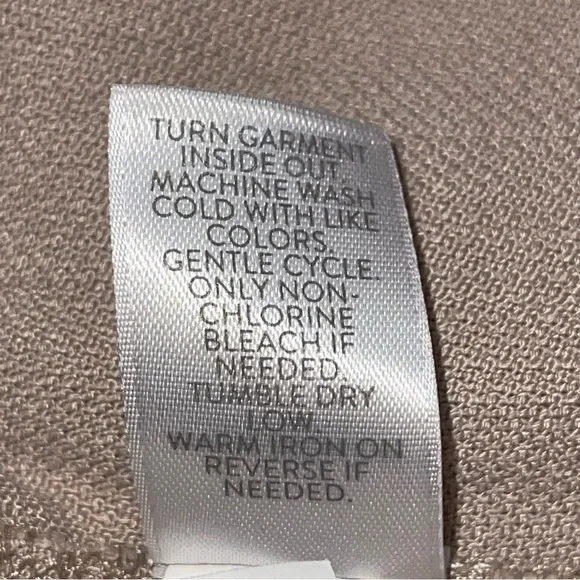 TURN GARMENT
INSIDE OUT.
MACHINE WASH
COLD WITH LIKE
COLORS.
GENTLE CYCLE.
ONLY NON-
CHLORINE
BLEACH IF
NEEDED.
TUMBLE DRY
LOW.
WARM IRON ON
REVERSE IF
NEEDED.